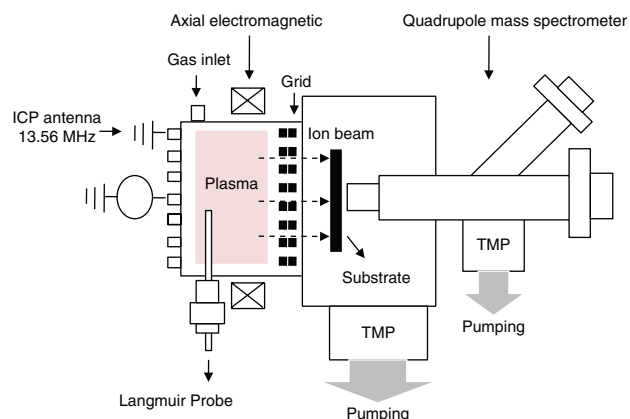 Axial electromagnetic
Quadrupole mass spectrometer
Gas inlet
Grid
ICP antenna
13.56 MHz
Ion beam
Plasma
TMP
Substrate
TMP
Pumping
Langmuir Probe
Pumping